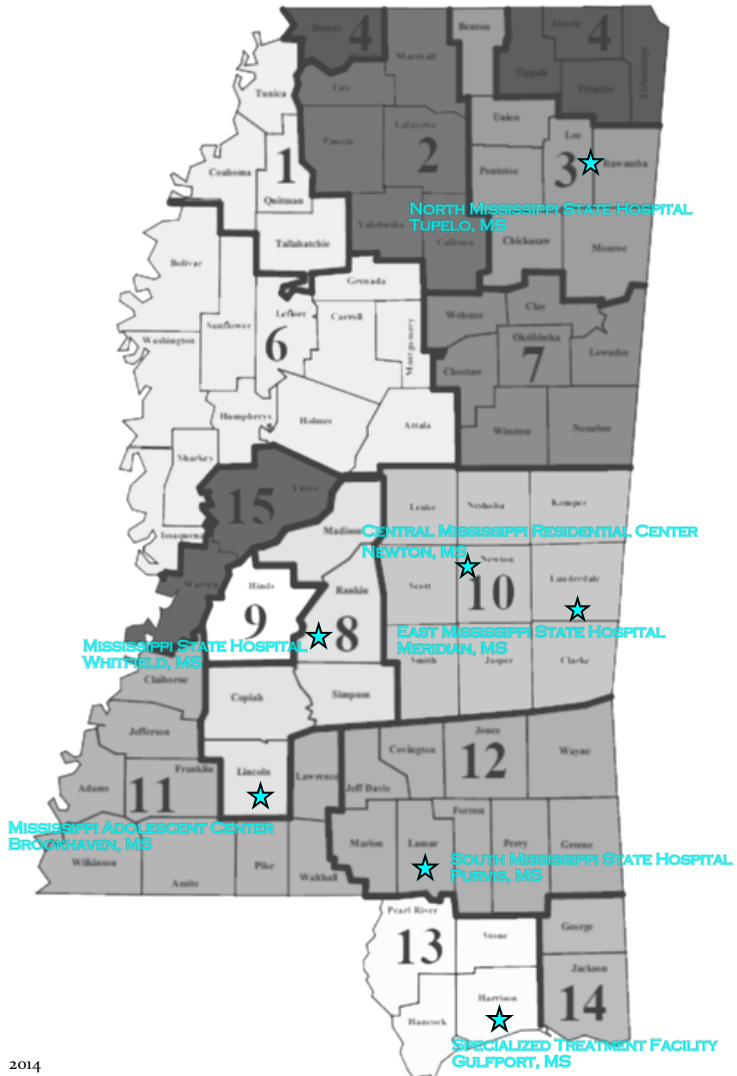 Desoto
4
Benton
Alcorn
4
Marshall
Tippah
Prentiss
Tishomingo
Tate
Tunica
Union
Lafayette
Lee
Panola
2
1
Coahoma
Pontotoc
3
Itawamba
Quitman
NORTH MISSISSIPPI STATE HOSPITAL
TUPELO, MS
Yalobusha
Calhoun
Chickasaw
Monroe
Tallahatchie
Bolivar
Grenada
Clay
Webster
Leflore
Carroll
Sunflower
Montgomery
Washington
6
Oktibbeha
7
Lowndes
Choctaw
Humphreys
Holmes
Attala
Winston
Noxubee
Sharkey
Yazoo
15
Leake
Neshoba
Kemper
Madison
CENTRAL MISSISSIPPI RESIDENTIAL CENTER
NEWTON, MS
Issaquena
Newton
Warren
Hinds
Rankin
Scott
10
Lauderdale
9
8
MISSISSIPPI STATE HOSPITAL
WHITFIELD, MS
EAST MISSISSIPPI STATE HOSPITAL
MERIDIAN, MS
Smith
Jasper
Clarke
Claiborne
Copiah
Simpson
Jefferson
Jones
Covington
12
Wayne
Lincoln
Lawrence
Franklin
Adams
11
Jeff Davis
Forrest
MISSISSIPPI ADOLESCENT CENTER
BROOKHAVEN, MS
Marion
Lamar
Perry
Greene
Wilkinson
Pike
Amite
Walthall
SOUTH MISSISSIPPI STATE HOSPITAL
PURVIS, MS
Pearl River
13
Stone
George
Jackson
14
Harrison
Hancock
SPECIALIZED TREATMENT FACILITY
GULFPORT, MS
2014